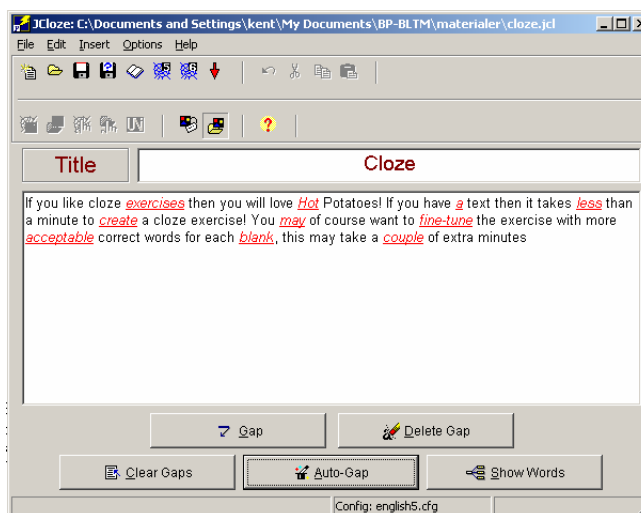 JCloze: C:\Documents and Settings\kent\My Documents\BP-BLTM\materialer\cloze.jcl
File Edit Insert Options Help
Title Cloze
If you like cloze exercises then you will love Hot Potatoes! If you have a text then it takes less than
a minute to create a cloze exercise! You may of course want to fine-tune the exercise with more
acceptable correct words for each blank, this may take a couple of extra minutes
Gap Delete Gap
Clear Gaps Auto-Gap Show Words
Config: english5.cfg